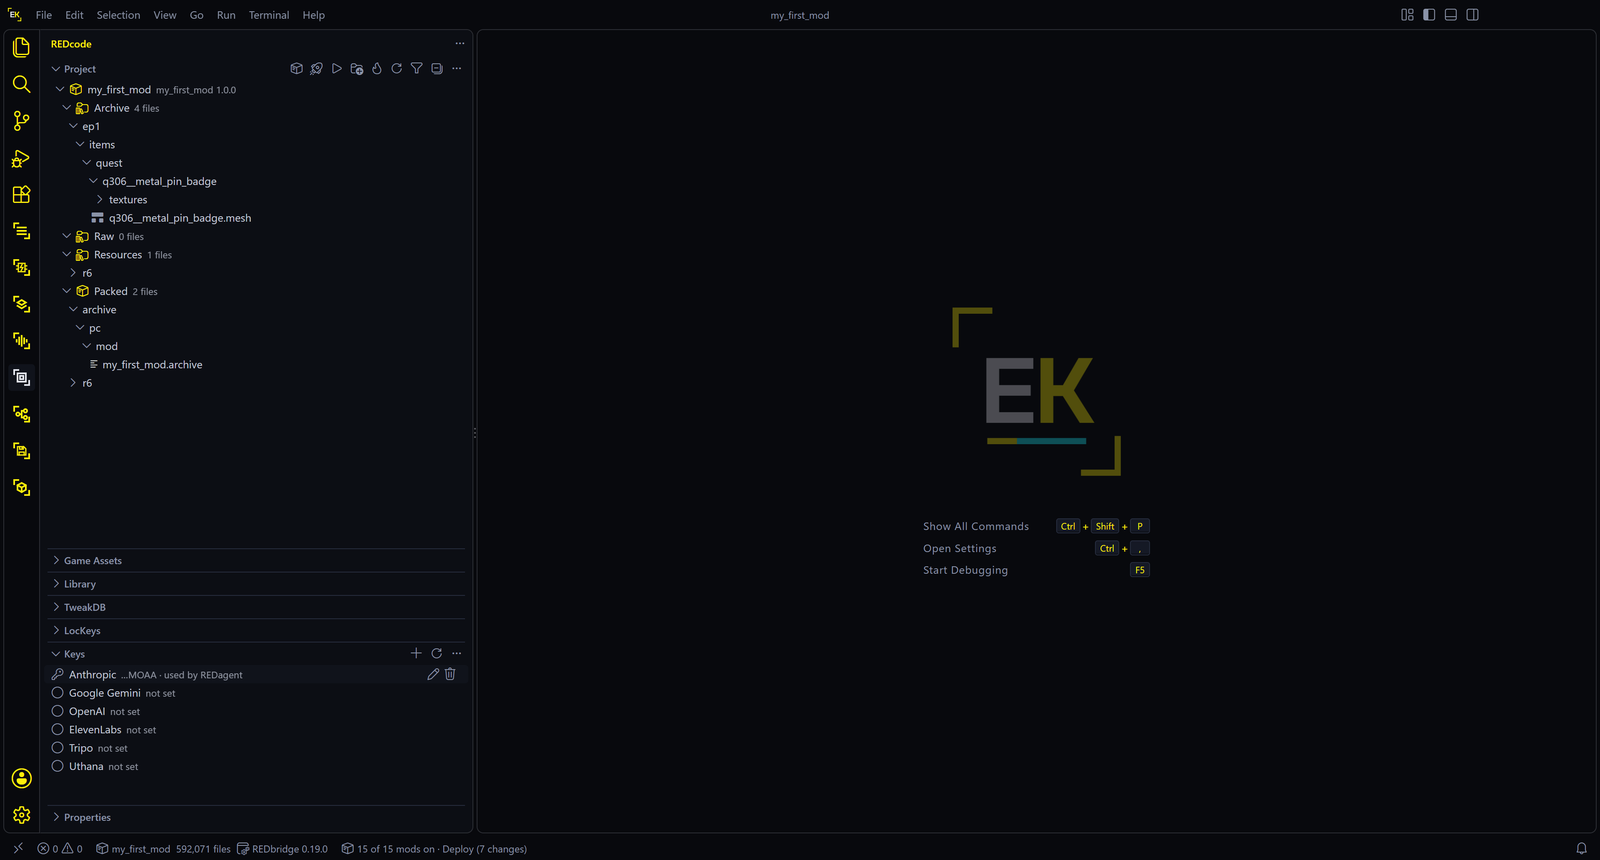 EK File Edit Selection View Go Run Terminal Help my_first_mod
REDcode
Project
my_first_mod my_first_mod 1.0.0
Archive 4 files
ep1
items
quest
q306__metal_pin_badge
textures
q306__metal_pin_badge.mesh
Raw 0 files
Resources 1 files
r6
Packed 2 files
archive
pc
mod
my_first_mod.archive
r6
Game Assets
Library
TweakDB
LocKeys
Keys
Anthropic ...MOAA · used by REDagent
Google Gemini not set
OpenAI not set
ElevenLabs not set
Tripo not set
Uthana not set
Properties
EK
Show All Commands Ctrl + Shift + P
Open Settings Ctrl + ,
Start Debugging F5
0 0 my_first_mod 592,071 files REDbridge 0.19.0 15 of 15 mods on · Deploy (7 changes)